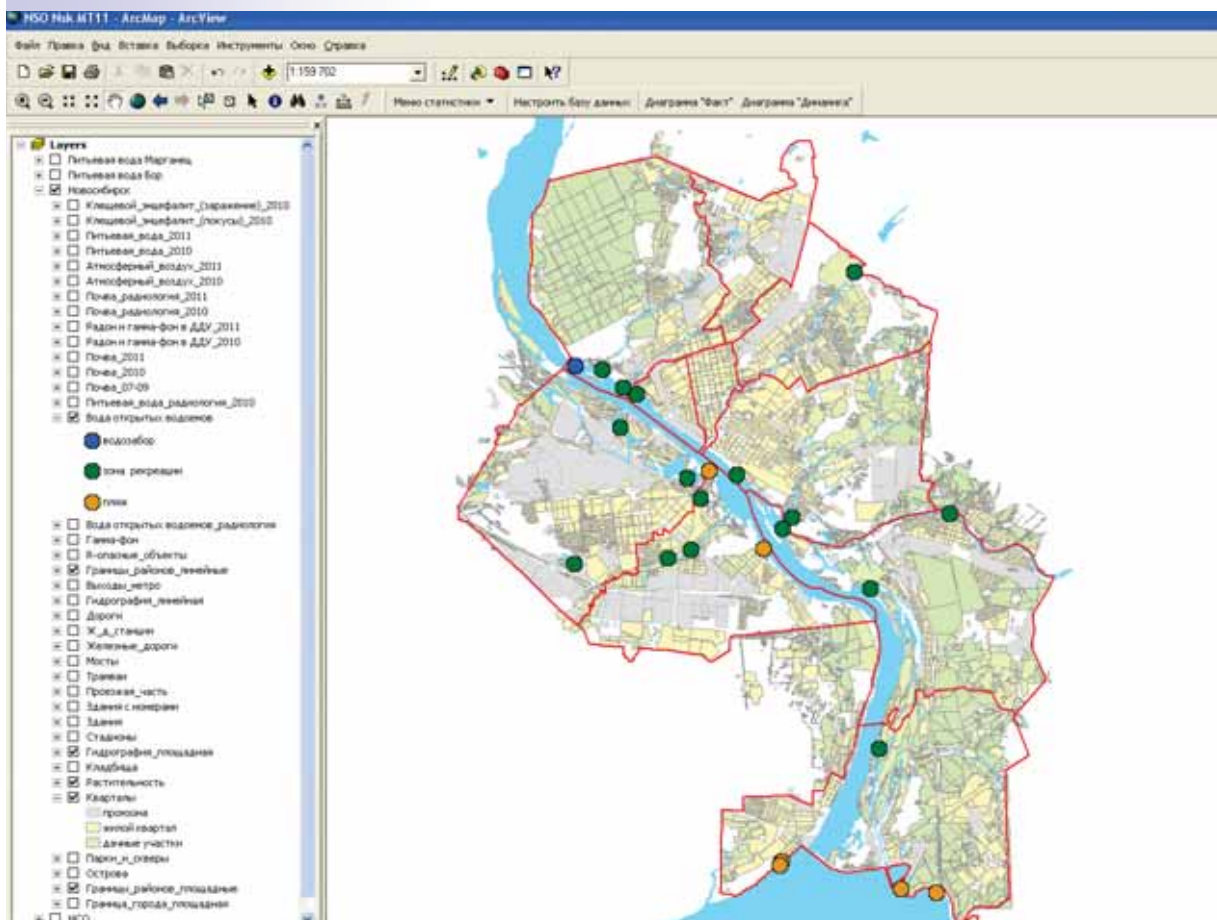 NSO Nsk MT11 - ArcMap - ArcView
Файл Правка Вид Вставка Выборка Инструменты Окно Справка
1:159 702
Меню статистики Настроить базу данных Диаграмма "Факт" Диаграмма "Динамика"
Layers
Питьевая вода Марганец
Питьевая вода Бор
Новосибирск
Клещевой_энцефалит_(заражение)_2010
Клещевой_энцефалит_(покусы)_2010
Питьевая_вода_2011
Питьевая_вода_2010
Атмосферный_воздух_2011
Атмосферный_воздух_2010
Почва_радиология_2011
Почва_радиология_2010
Радон и гамма-фон в ДДУ_2011
Радон и гамма-фон в ДДУ_2010
Почва_2011
Почва_2010
Почва_07-09
Питьевая_вода_радиология_2010
Вода открытых водоемов
водозабор
зона рекреации
пляж
Вода открытых водоемов_радиология
Гамма-фон
R-опасные_объекты
Границы_районов_линейные
Выходы_метро
Гидрография_линейная
Дороги
Ж_д_станции
Железные_дороги
Мосты
Трамваи
Проезжая_часть
Здания с номерами
Здания
Стадионы
Гидрография_площадная
Кладбища
Растительность
Кварталы
промзона
жилой квартал
дачные участки
Парки_и_скверы
Острова
Границы_районов_площадные
Граница_города_площадная
НСО